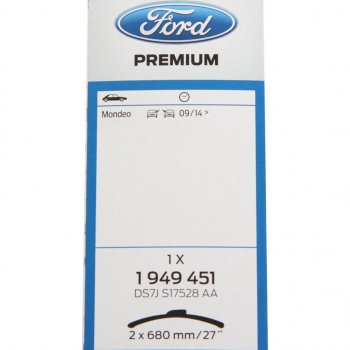 Ford
PREMIUM
Mondeo 09/14 >
1 X
1 949 451
DS7J S17528 AA
2 x 680 mm/27"